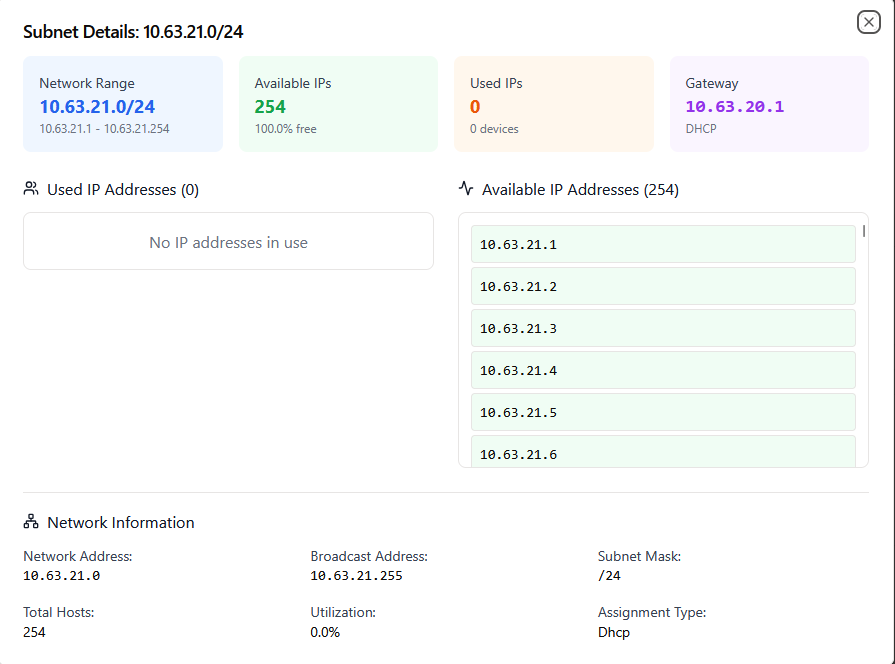 Subnet Details: 10.63.21.0/24
Network Range
10.63.21.0/24
10.63.21.1 - 10.63.21.254
Available IPs
254
100.0% free
Used IPs
0
0 devices
Gateway
10.63.20.1
DHCP
Used IP Addresses (0)
No IP addresses in use
Available IP Addresses (254)
10.63.21.1
10.63.21.2
10.63.21.3
10.63.21.4
10.63.21.5
10.63.21.6
Network Information
Network Address:
10.63.21.0
Broadcast Address:
10.63.21.255
Subnet Mask:
/24
Total Hosts:
254
Utilization:
0.0%
Assignment Type:
Dhcp